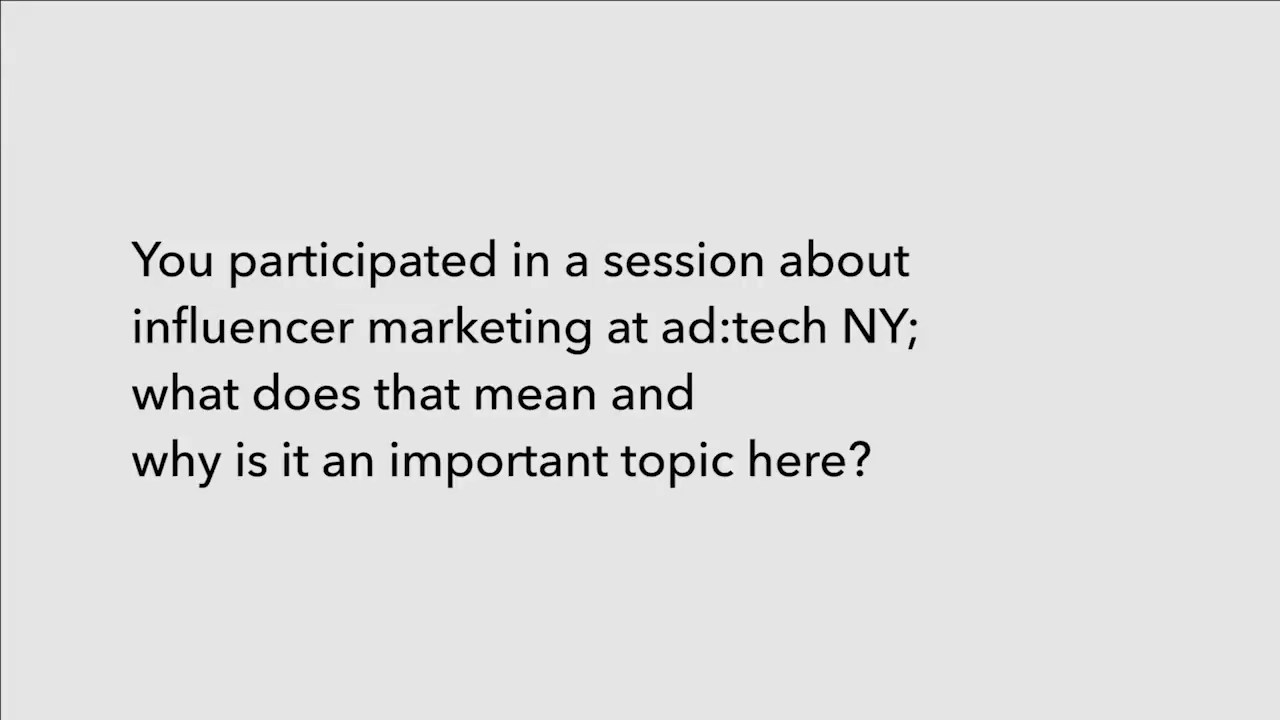 You participated in a session about
influencer marketing at ad:tech NY;
what does that mean and
why is it an important topic here?